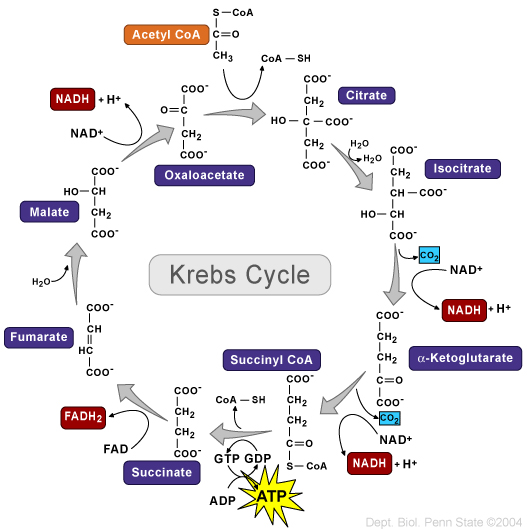 S—CoA
Acetyl CoA
C=O
CH₃
CoA—SH
NADH + H⁺
NAD⁺
COO⁻
O=C
CH₂
COO⁻
Oxaloacetate
COO⁻
CH₂
HO—C—COO⁻
CH₂
COO⁻
Citrate
H₂O
H₂O
COO⁻
CH₂
CH—COO⁻
HO—CH
COO⁻
Isocitrate
CO₂
NAD⁺
NADH + H⁺
COO⁻
HO—CH
CH₂
COO⁻
Malate
Krebs Cycle
H₂O
COO⁻
CH
HC
COO⁻
Fumarate
COO⁻
CH₂
CH₂
C=O
COO⁻
α-Ketoglutarate
CO₂
NAD⁺
NADH + H⁺
Succinyl CoA
COO⁻
CH₂
CH₂
C=O
S—CoA
CoA—SH
GTP GDP
ADP
ATP
COO⁻
CH₂
CH₂
COO⁻
Succinate
FADH₂
FAD
Dept. Biol. Penn State ©2004